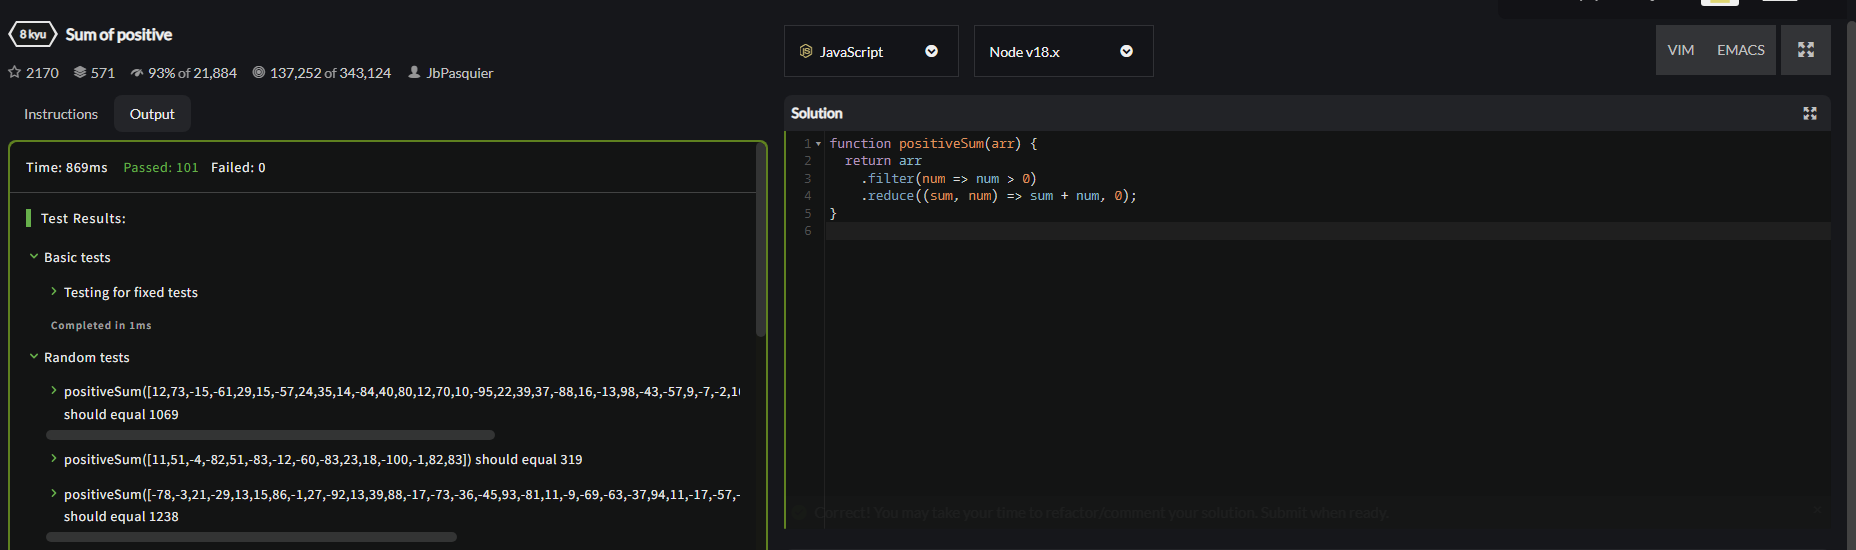 8 kyu Sum of positive
2170 571 93% of 21,884 137,252 of 343,124 JbPasquier
Instructions Output
Time: 869ms Passed: 101 Failed: 0
Test Results:
Basic tests
Testing for fixed tests
Completed in 1ms
Random tests
positiveSum([12,73,-15,-61,29,15,-57,24,35,14,-84,40,80,12,70,10,-95,22,39,37,-88,16,-13,98,-43,-57,9,-7,-2,
should equal 1069
positiveSum([11,51,-4,-82,51,-83,-12,-60,-83,23,18,-100,-1,82,83]) should equal 319
positiveSum([-78,-3,21,-29,13,15,86,-1,27,-92,13,39,88,-17,-73,-36,-45,93,-81,11,-9,-69,-63,-37,94,11,-17,-57,-
should equal 1238
JavaScript Node v18.x VIM EMACS
Solution
1 function positiveSum(arr) {
2 return arr
3 .filter(num => num > 0)
4 .reduce((sum, num) => sum + num, 0);
5 }
6
Correct! You may take your time to refactor/comment your solution. Submit when ready.